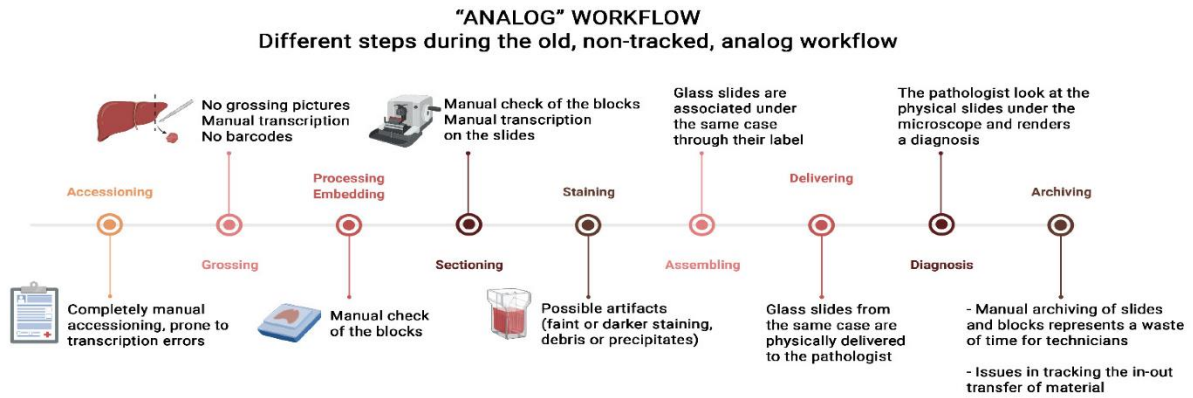 “ANALOG” WORKFLOW
Different steps during the old, non-tracked, analog workflow
No grossing pictures
Manual transcription
No barcodes
Manual check of the blocks
Manual transcription
on the slides
Glass slides are
associated under
the same case
through their label
The pathologist look at the
physical slides under the
microscope and renders
a diagnosis
Accessioning
Processing
Embedding
Staining
Delivering
Archiving
Grossing
Sectioning
Assembling
Diagnosis
Completely manual
accessioning, prone to
transcription errors
Manual check
of the blocks
Possible artifacts
(faint or darker staining,
debris or precipitates)
Glass slides from
the same case are
physically delivered
to the pathologist
- Manual archiving of slides
and blocks represents a waste
of time for technicians
- Issues in tracking the in-out
transfer of material